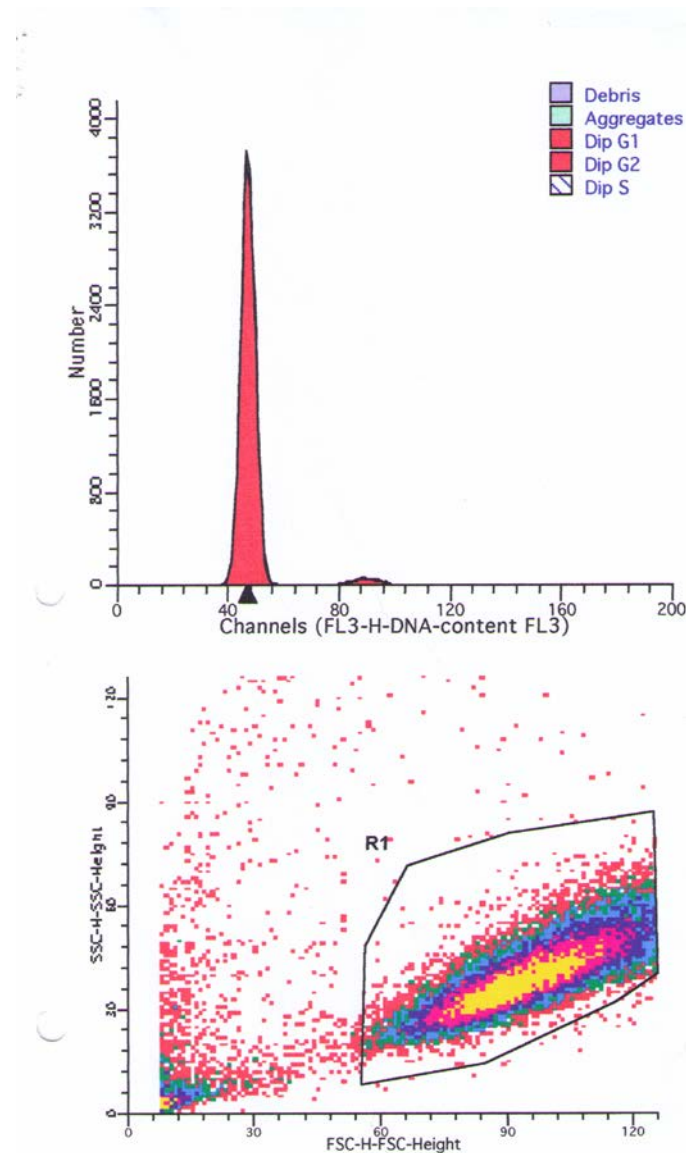 Debris
Aggregates
Dip G1
Dip G2
Dip S
Number
4000
3200
2400
1600
800
0
0
40
80
120
160
200
Channels (FL3-H-DNA-content FL3)
R1
SSC-H-SSC-Height
120
90
60
30
0
0
30
60
90
120
FSC-H-FSC-Height